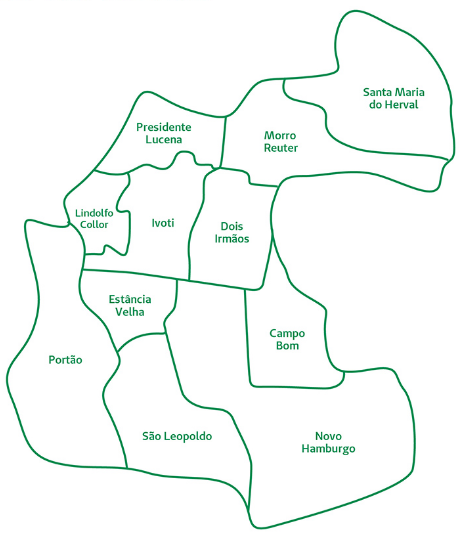 Santa Maria
do Herval
Presidente
Lucena
Morro
Reuter
Lindolfo
Collor
Ivoti
Dois
Irmãos
Estância
Velha
Campo
Bom
Portão
São Leopoldo
Novo
Hamburgo